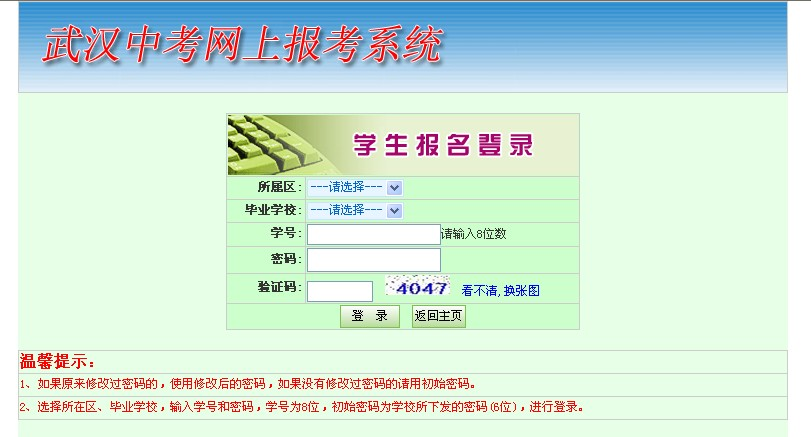 武汉中考网上报考系统
学生报名登录
所属区: ---请选择---
毕业学校: ---请选择---
学号: 请输入8位数
密码:
验证码: 4047 看不清,换张图
登 录 返回主页
温馨提示：
1、如果原来修改过密码的，使用修改后的密码，如果没有修改过密码的请用初始密码。
2、选择所在区、毕业学校，输入学号和密码，学号为8位，初始密码为学校所下发的密码(6位)，进行登录。